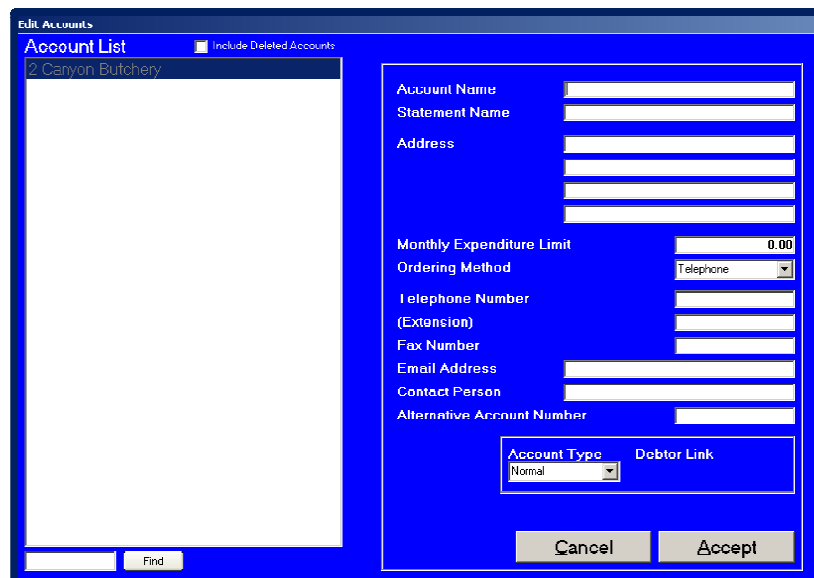 Edit Accounts
Account List
Include Deleted Accounts
2 Canyon Butchery
Account Name
Statement Name
Address
Monthly Expenditure Limit
0.00
Ordering Method
Telephone
Telephone Number
(Extension)
Fax Number
Email Address
Contact Person
Alternative Account Number
Account Type
Debtor Link
Normal
Cancel
Accept
Find